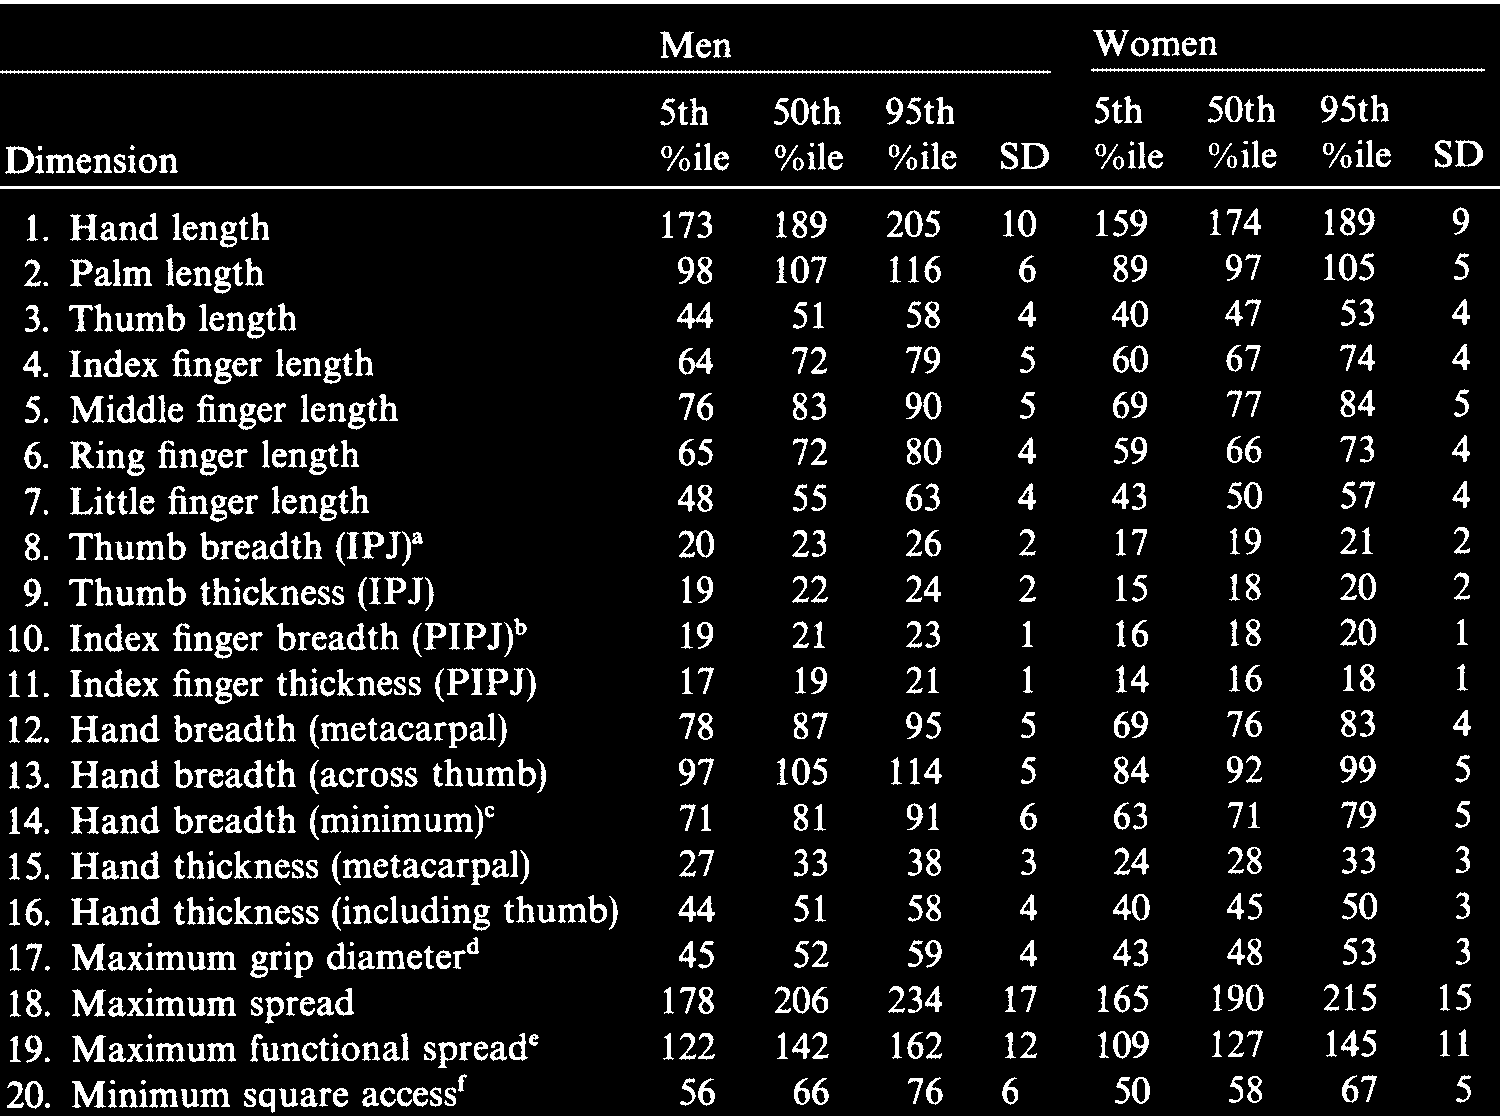 Men Women
5th 50th 95th 5th 50th 95th
Dimension %ile %ile %ile SD %ile %ile %ile SD
1. Hand length 173 189 205 10 159 174 189 9
2. Palm length 98 107 116 6 89 97 105 5
3. Thumb length 44 51 58 4 40 47 53 4
4. Index finger length 64 72 79 5 60 67 74 4
5. Middle finger length 76 83 90 5 69 77 84 5
6. Ring finger length 65 72 80 4 59 66 73 4
7. Little finger length 48 55 63 4 43 50 57 4
8. Thumb breadth (IPJ)ᵃ 20 23 26 2 17 19 21 2
9. Thumb thickness (IPJ) 19 22 24 2 15 18 20 2
10. Index finger breadth (PIPJ)ᵇ 19 21 23 1 16 18 20 1
11. Index finger thickness (PIPJ) 17 19 21 1 14 16 18 1
12. Hand breadth (metacarpal) 78 87 95 5 69 76 83 4
13. Hand breadth (across thumb) 97 105 114 5 84 92 99 5
14. Hand breadth (minimum)ᶜ 71 81 91 6 63 71 79 5
15. Hand thickness (metacarpal) 27 33 38 3 24 28 33 3
16. Hand thickness (including thumb) 44 51 58 4 40 45 50 3
17. Maximum grip diameterᵈ 45 52 59 4 43 48 53 3
18. Maximum spread 178 206 234 17 165 190 215 15
19. Maximum functional spreadᵉ 122 142 162 12 109 127 145 11
20. Minimum square accessᶠ 56 66 76 6 50 58 67 5